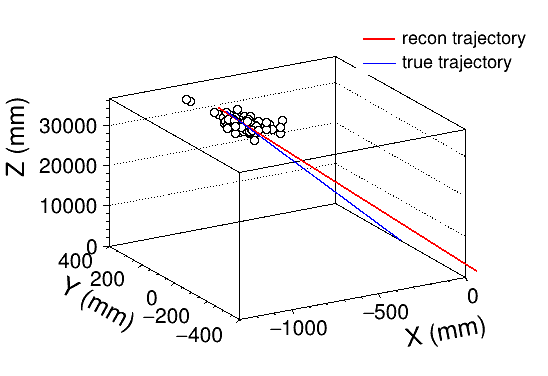 recon trajectory
true trajectory
Z (mm)
30000
20000
10000
0
400
200
0
−200
−400
Y (mm)
−1000
−500
0
X (mm)